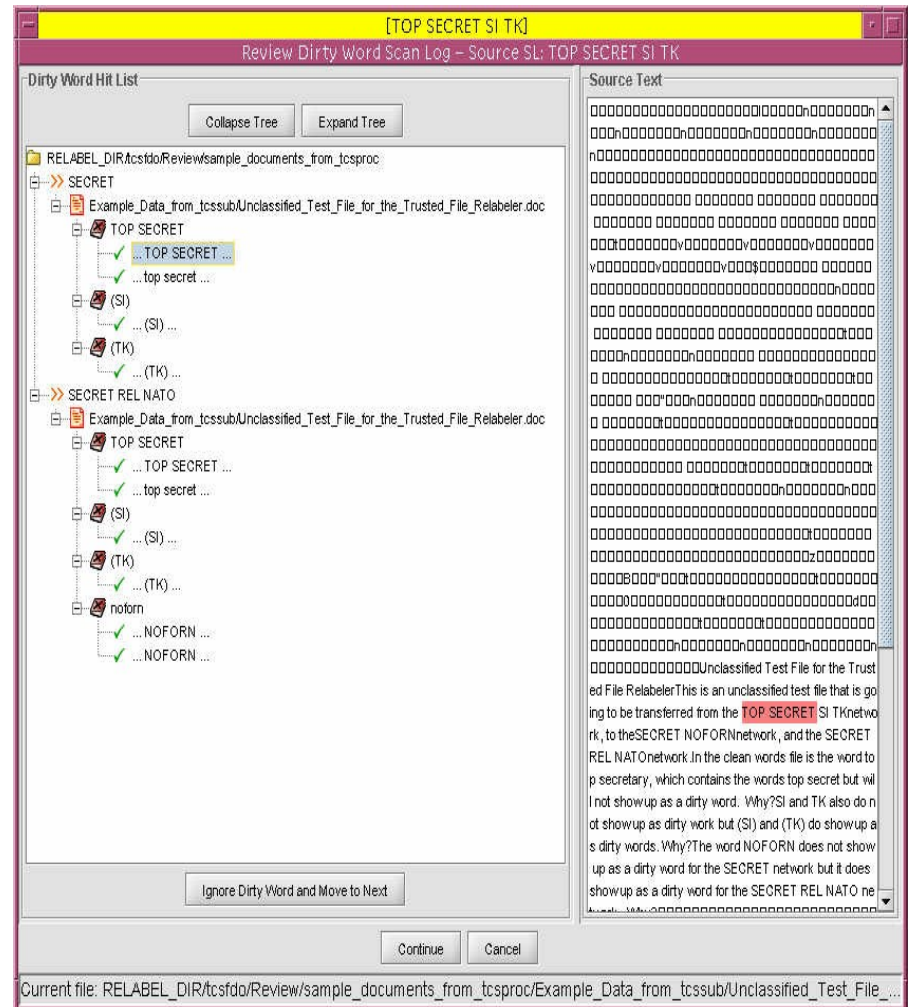 [TOP SECRET SI TK]
Review Dirty Word Scan Log – Source SL: TOP SECRET SI TK
Dirty Word Hit List
Collapse Tree
Expand Tree
RELABEL_DIR/tcsfdo/Review/sample_documents_from_tcsproc
SECRET
Example_Data_from_tcssub/Unclassified_Test_File_for_the_Trusted_File_Relabeler.doc
TOP SECRET
... TOP SECRET ...
... top secret ...
(SI)
... (SI) ...
(TK)
... (TK) ...
SECRET REL NATO
Example_Data_from_tcssub/Unclassified_Test_File_for_the_Trusted_File_Relabeler.doc
TOP SECRET
... TOP SECRET ...
... top secret ...
(SI)
... (SI) ...
(TK)
... (TK) ...
noforn
... NOFORN ...
... NOFORN ...
Ignore Dirty Word and Move to Next
Source Text
Unclassified Test File for the Trust
ed File RelabelerThis is an unclassified test file that is go
ing to be transferred from the TOP SECRET SI TKnetwo
rk, to theSECRET NOFORNnetwork, and the SECRET
REL NATOnetwork.In the clean words file is the word to
p secretary, which contains the words top secret but wil
l not show up as a dirty word.  Why?SI and TK also do n
ot show up as dirty work but (SI) and (TK) do show up a
s dirty words. Why?The word NOFORN does not show
up as a dirty word for the SECRET network but it does
show up as a dirty word for the SECRET REL NATO ne
Continue
Cancel
Current file: RELABEL_DIR/tcsfdo/Review/sample_documents_from_tcsproc/Example_Data_from_tcssub/Unclassified_Test_File_...